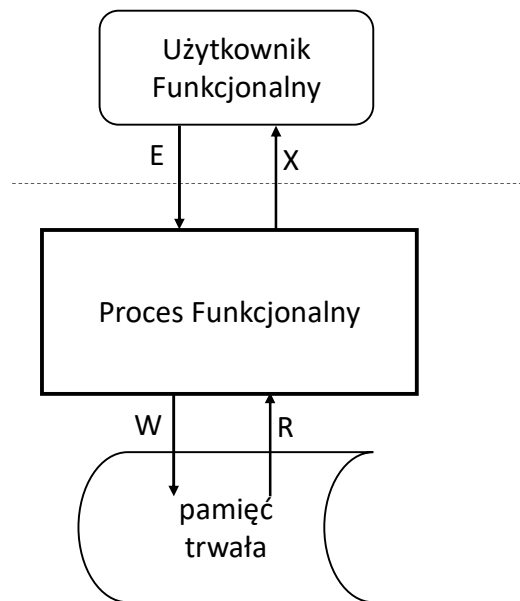 Użytkownik
Funkcjonalny
E
X
Proces Funkcjonalny
W
R
pamięć
trwała